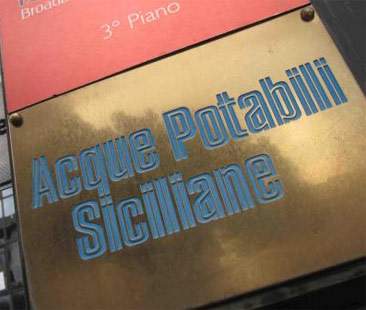 3° Piano
Acque Potabili
Siciliane